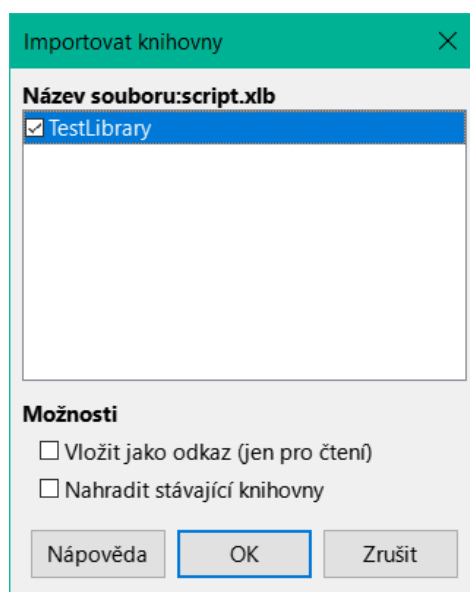 Importovat knihovny
Název souboru:script.xlb
TestLibrary
Možnosti
Vložit jako odkaz (jen pro čtení)
Nahradit stávající knihovny
Nápověda OK Zrušit